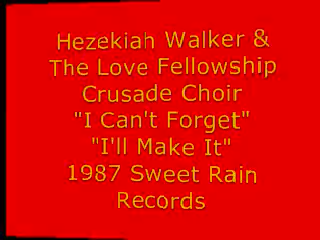 Hezekiah Walker &
The Love Fellowship
Crusade Choir
"I Can't Forget"
"I'll Make It"
1987 Sweet Rain
Records